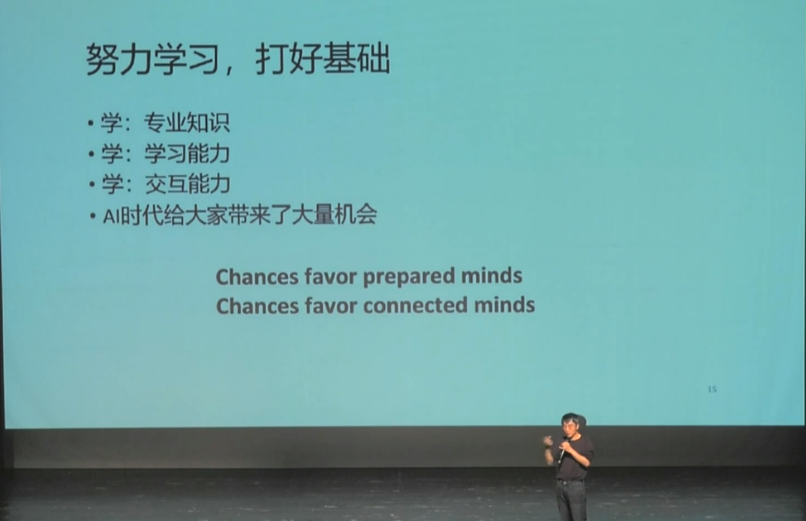 努力学习，打好基础
• 学：专业知识
• 学：学习能力
• 学：交互能力
• AI时代给大家带来了大量机会
Chances favor prepared minds
Chances favor connected minds
15